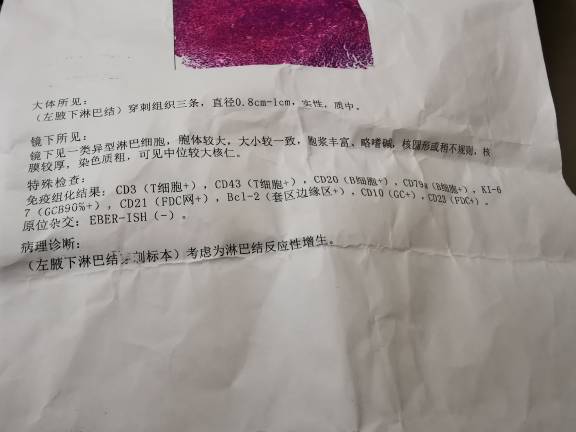 大体所见：
（左腋下淋巴结）穿刺组织三条，直径0.8cm-1cm，实性，质中。
镜下所见：
镜下见一类异型淋巴细胞，胞体较大，大小较一致，胞浆丰富，略嗜碱，核圆形或稍不规则，核
膜较厚，染色质粗，可见中位较大核仁。
特殊检查：
免疫组化结果：CD3（T细胞+），CD43（T细胞+），CD20（B细胞+），CD79a（B细胞+），KI-6
7（GCB90%+），CD21（FDC网+），Bcl-2（套区边缘区+），CD10（GC+），CD23（FDC+）。
原位杂交：EBER-ISH（-）。
病理诊断：
（左腋下淋巴结 刺标本）考虑为淋巴结反应性增生。